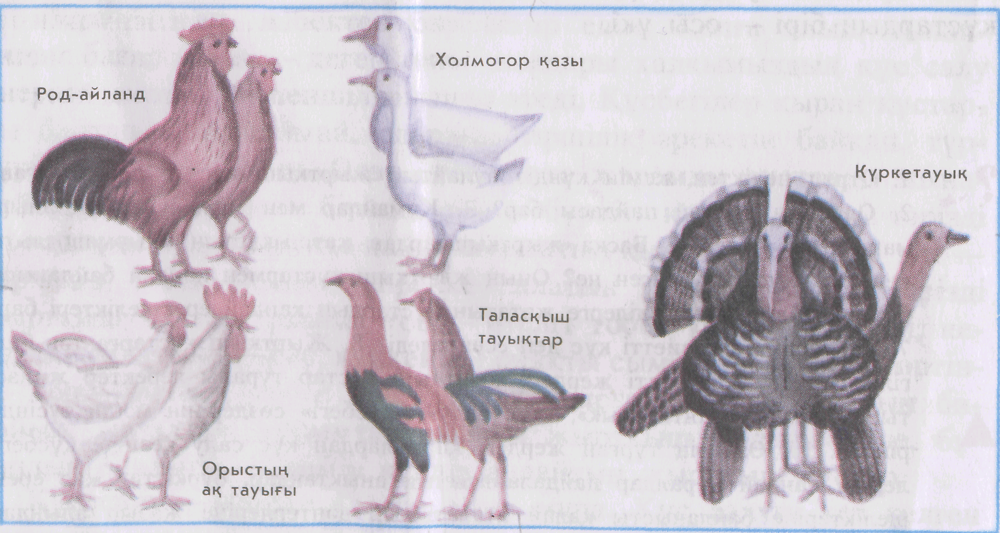 Род-айланд
Холмогор қазы
Күркетауық
Таласқыш
тауықтар
Орыстың
ақ тауығы